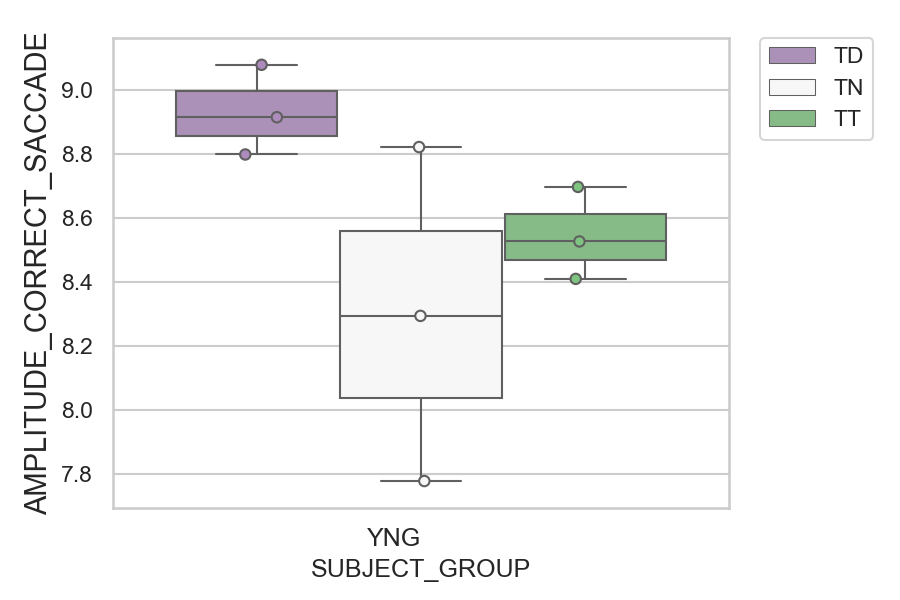 AMPLITUDE_CORRECT_SACCADE
9.0
8.8
8.6
8.4
8.2
8.0
7.8
YNG
SUBJECT_GROUP
TD
TN
TT